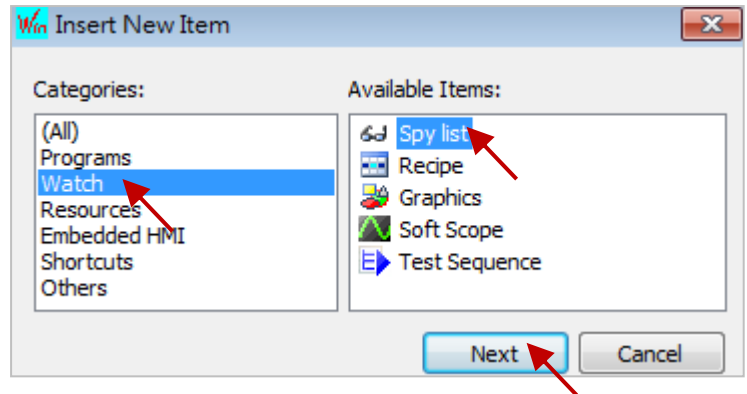 Win Insert New Item
Categories:
(All)
Programs
Watch
Resources
Embedded HMI
Shortcuts
Others
Available Items:
Spy list
Recipe
Graphics
Soft Scope
Test Sequence
Next
Cancel